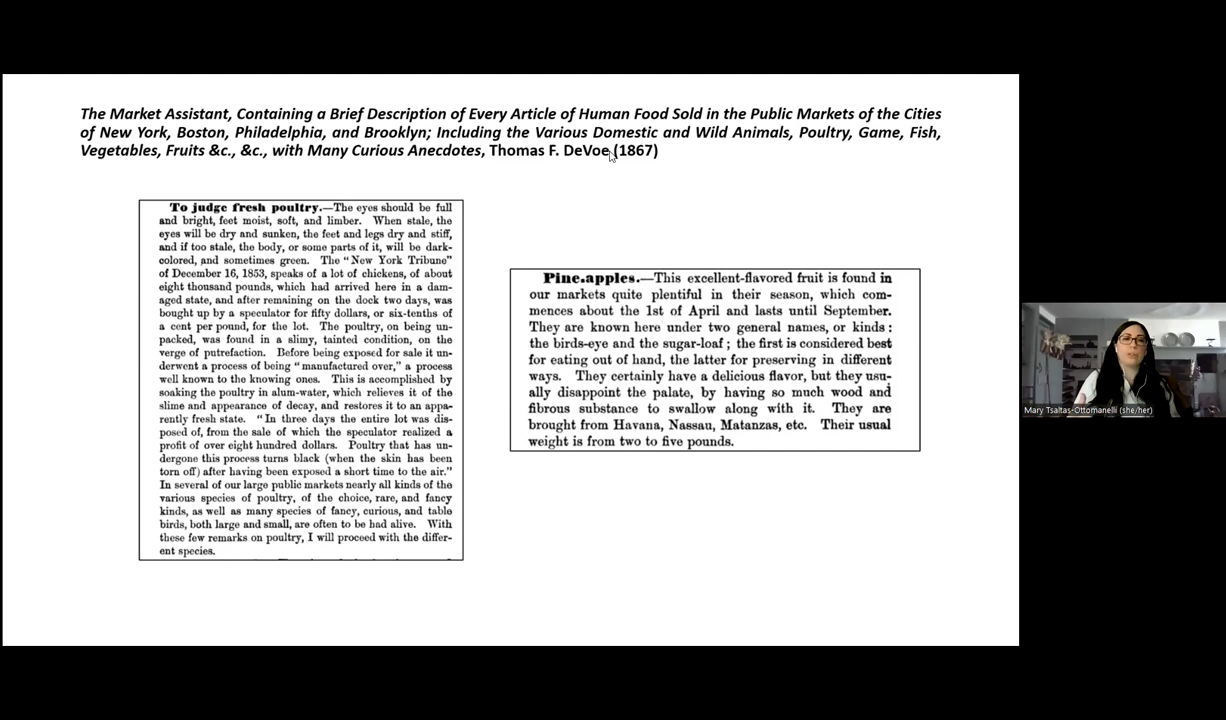 The Market Assistant, Containing a Brief Description of Every Article of Human Food Sold in the Public Markets of the Cities
of New York, Boston, Philadelphia, and Brooklyn; Including the Various Domestic and Wild Animals, Poultry, Game, Fish,
Vegetables, Fruits &c., &c., with Many Curious Anecdotes, Thomas F. DeVoe (1867)
To judge fresh poultry.—The eyes should be full
and bright, feet moist, soft, and limber. When stale, the
eyes will be dry and sunken, the feet and legs dry and stiff,
and if too stale, the body, or some parts of it, will be dark-
colored, and sometimes green. The "New York Tribune"
of December 16, 1853, speaks of a lot of chickens, of about
eight thousand pounds, which had arrived here in a dam-
aged state, and after remaining on the dock two days, was
bought up by a speculator for fifty dollars, or six-tenths of
a cent per pound, for the lot. The poultry, on being un-
packed, was found in a slimy, tainted condition, on the
verge of putrefaction. Before being exposed for sale it un-
derwent a process of being "manufactured over," a process
well known to the knowing ones. This is accomplished by
soaking the poultry in alum-water, which relieves it of the
slime and appearance of decay, and restores it to an appa-
rently fresh state. "In three days the entire lot was dis-
posed of, from the sale of which the speculator realized a
profit of over eight hundred dollars. Poultry that has un-
dergone this process turns black (when the skin has been
torn off) after having been exposed a short time to the air."
In several of our large public markets nearly all kinds of the
various species of poultry, of the choice, rare, and fancy
kinds, as well as many species of fancy, curious, and table
birds, both large and small, are often to be had alive. With
these few remarks on poultry, I will proceed with the differ-
ent species.
Pine.apples.—This excellent-flavored fruit is found in
our markets quite plentiful in their season, which com-
mences about the 1st of April and lasts until September.
They are known here under two general names, or kinds:
the birds-eye and the sugar-loaf; the first is considered best
for eating out of hand, the latter for preserving in different
ways. They certainly have a delicious flavor, but they usu-
ally disappoint the palate, by having so much wood and
fibrous substance to swallow along with it. They are
brought from Havana, Nassau, Matanzas, etc. Their usual
weight is from two to five pounds.
Mary Tsaltas-Ottomanelli (she/her)